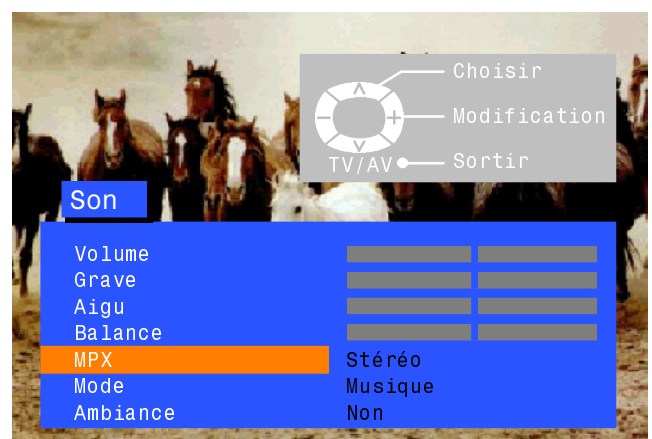 Choisir
Modification
TV/AV Sortir
Son
Volume
Grave
Aigu
Balance
MPX Stéréo
Mode Musique
Ambiance Non